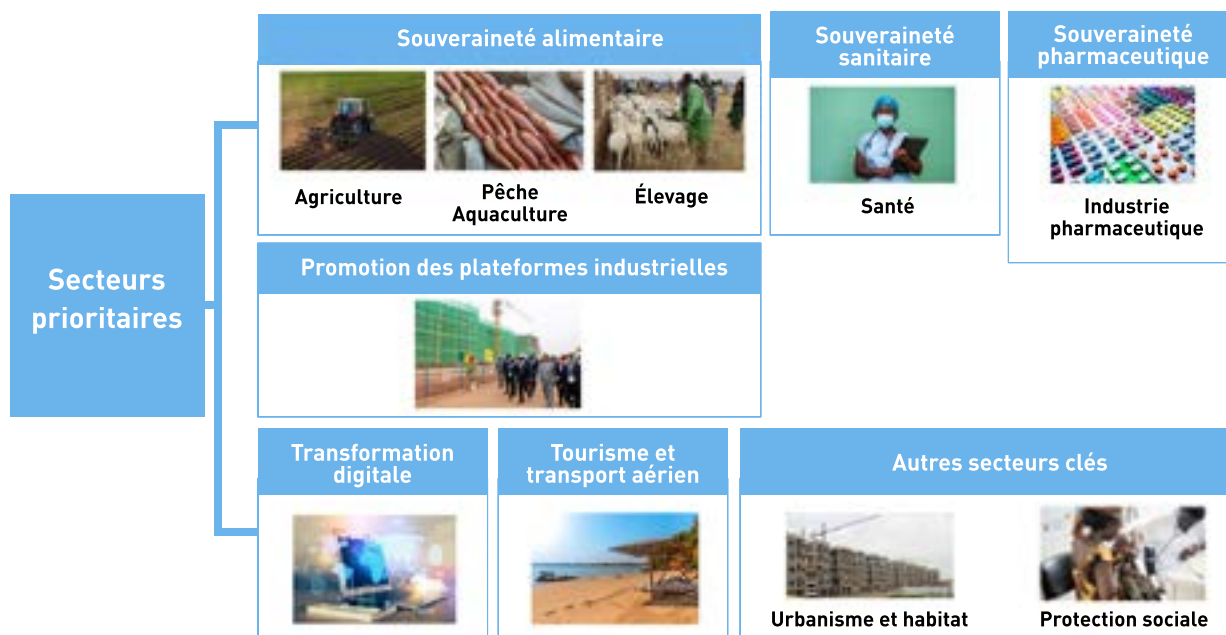 Secteurs
prioritaires
Souveraineté alimentaire
Agriculture
Pêche
Aquaculture
Élevage
Souveraineté
sanitaire
Santé
Souveraineté
pharmaceutique
Industrie
pharmaceutique
Promotion des plateformes industrielles
Transformation
digitale
Tourisme et
transport aérien
Autres secteurs clés
Urbanisme et habitat
Protection sociale